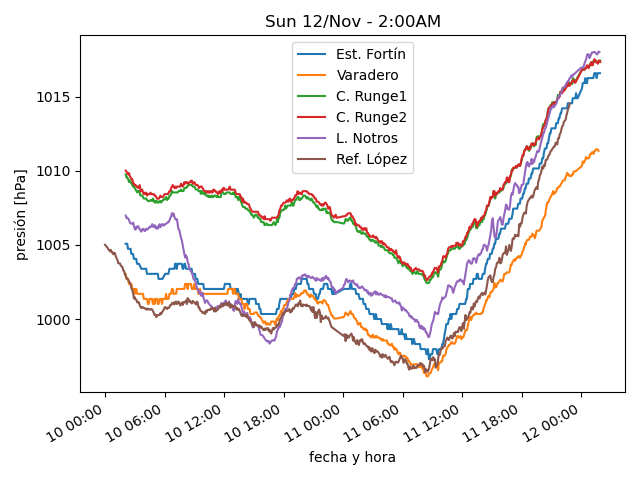 Sun 12/Nov - 2:00AM
Est. Fortín
Varadero
C. Runge1
C. Runge2
L. Notros
Ref. López
presión [hPa]
1015
1010
1005
1000
10 00:00
10 06:00
10 12:00
10 18:00
11 00:00
11 06:00
11 12:00
11 18:00
12 00:00
fecha y hora